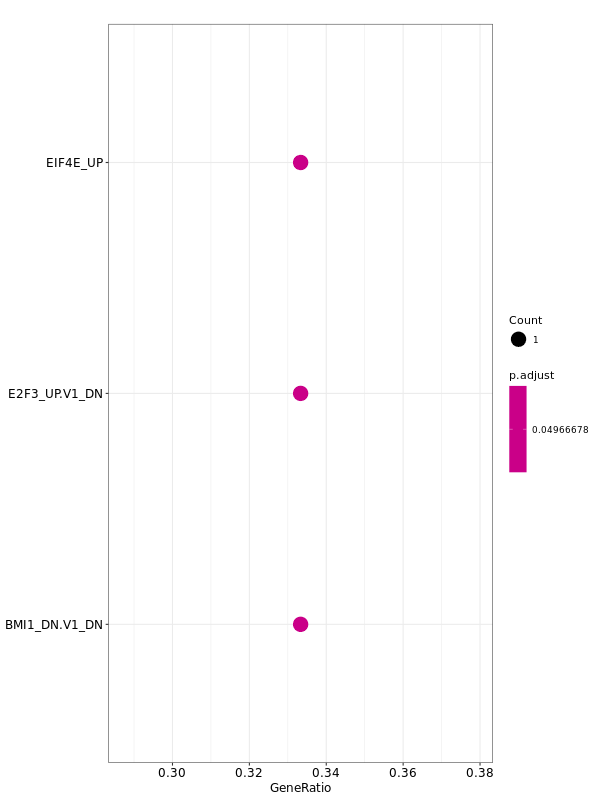 EIF4E_UP
E2F3_UP.V1_DN
BMI1_DN.V1_DN
0.30 0.32 0.34 0.36 0.38
GeneRatio
Count
1
p.adjust
0.04966678